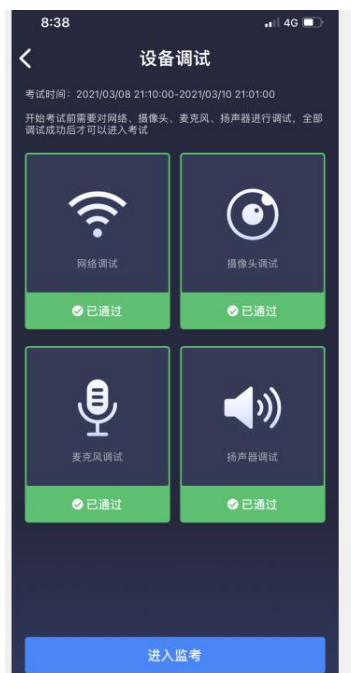 8:38
4G
设备调试
考试时间：2021/03/08 21:10:00-2021/03/10 21:01:00
开始考试前需要对网络、摄像头、麦克风、扬声器进行调试，全部
调试成功后才可以进入考试
网络调试
摄像头调试
已通过
已通过
麦克风调试
扬声器调试
已通过
已通过
进入监考